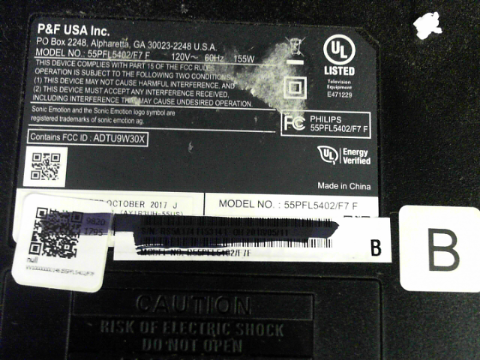 P&F USA Inc.
PO Box 2248, Alpharetta, GA 30023-2248 U.S.A.
MODEL NO.: 55PFL5402/F7 F 120V~ 60Hz 155W
THIS DEVICE COMPLIES WITH PART 15 OF THE FCC
OPERATION IS SUBJECT TO THE FOLLOWING TWO CONDITIONS
(1) THIS DEVICE MAY NOT CAUSE HARMFUL INTERFERENCE, AND
(2) THIS DEVICE MUST ACCEPT ANY INTERFERENCE RECEIVED,
INTERFERENCE THAT MAY CAUSE UNDESIRED OPERATION.
Sonic Emotion and the Sonic Emotion logo symbol are
registered trademarks of sonic emotion ag.
Contains FCC ID : ADTU9W30X
UL
LISTED
Television
Equipment
E471229
FC PHILIPS
55PFL5402/F7 F
UL Energy
Verified
Made in China
OCTOBER 2017 J
MODEL NO. : 55PFL5402/F7 F
null
B
B
CAUTION
RISK OF ELECTRIC SHOCK
DO NOT OPEN